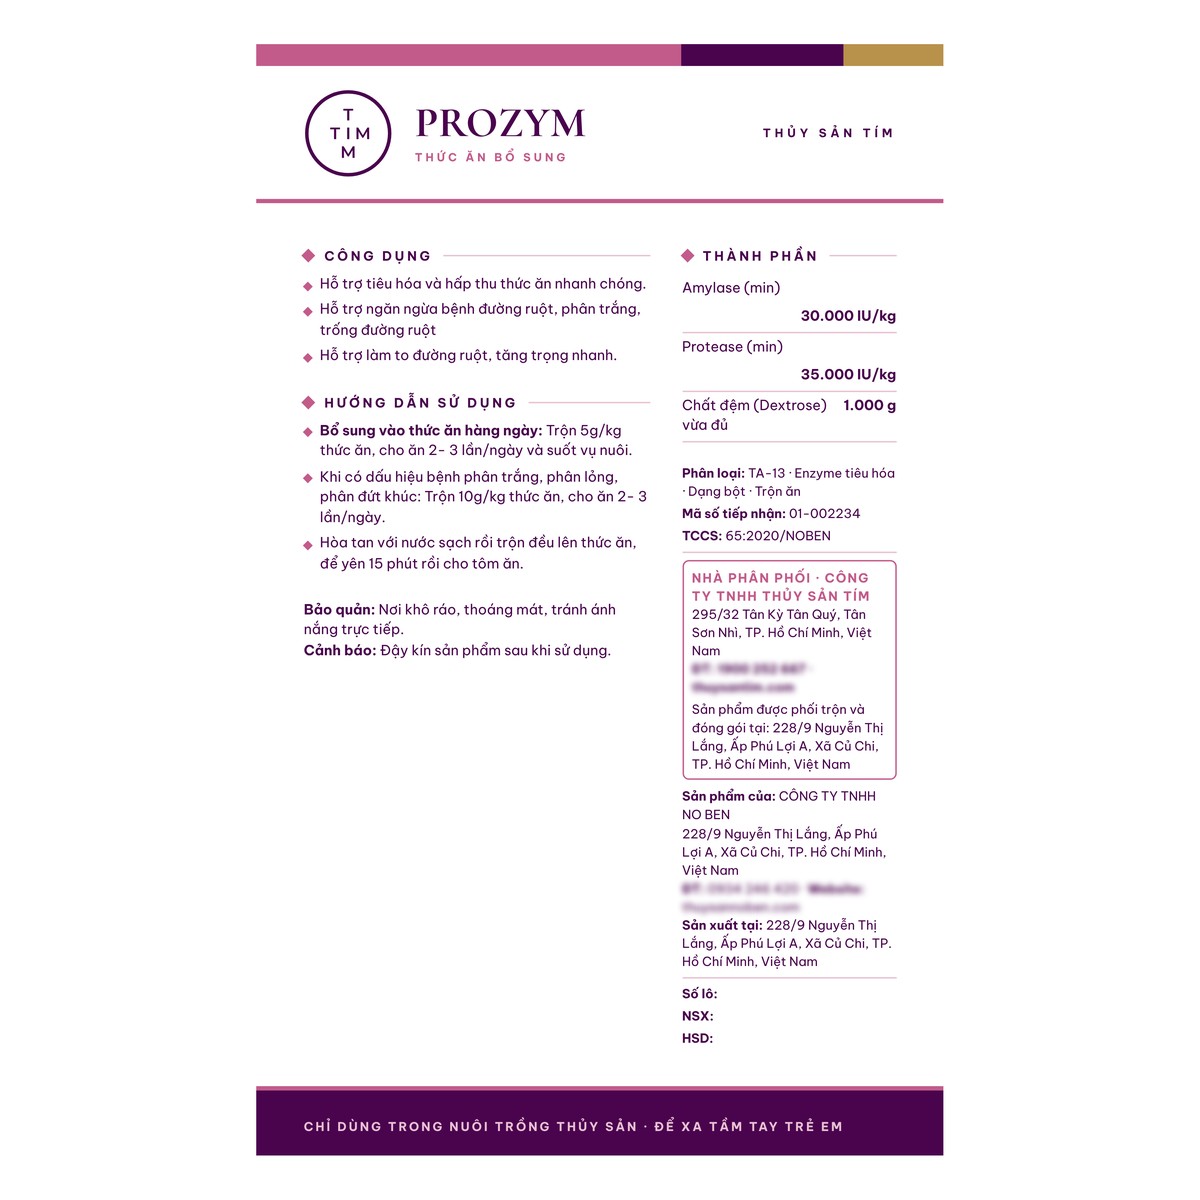 T
TIM
M
PROZYM
THỨC ĂN BỔ SUNG
THỦY SẢN TÍM
CÔNG DỤNG
Hỗ trợ tiêu hóa và hấp thu thức ăn nhanh chóng.
Hỗ trợ ngăn ngừa bệnh đường ruột, phân trắng,
trống đường ruột
Hỗ trợ làm to đường ruột, tăng trọng nhanh.
HƯỚNG DẪN SỬ DỤNG
Bổ sung vào thức ăn hàng ngày: Trộn 5g/kg
thức ăn, cho ăn 2- 3 lần/ngày và suốt vụ nuôi.
Khi có dấu hiệu bệnh phân trắng, phân lỏng,
phân đứt khúc: Trộn 10g/kg thức ăn, cho ăn 2- 3
lần/ngày.
Hòa tan với nước sạch rồi trộn đều lên thức ăn,
để yên 15 phút rồi cho tôm ăn.
Bảo quản: Nơi khô ráo, thoáng mát, tránh ánh
nắng trực tiếp.
Cảnh báo: Đậy kín sản phẩm sau khi sử dụng.
THÀNH PHẦN
Amylase (min)
30.000 IU/kg
Protease (min)
35.000 IU/kg
Chất đệm (Dextrose) 1.000 g
vừa đủ
Phân loại: TA-13 · Enzyme tiêu hóa
· Dạng bột · Trộn ăn
Mã số tiếp nhận: 01-002234
TCCS: 65:2020/NOBEN
NHÀ PHÂN PHỐI · CÔNG
TY TNHH THỦY SẢN TÍM
295/32 Tân Kỳ Tân Quý, Tân
Sơn Nhì, TP. Hồ Chí Minh, Việt
Nam
Sản phẩm được phối trộn và
đóng gói tại: 228/9 Nguyễn Thị
Lắng, Ấp Phú Lợi A, Xã Củ Chi,
TP. Hồ Chí Minh, Việt Nam
Sản phẩm của: CÔNG TY TNHH
NO BEN
228/9 Nguyễn Thị Lắng, Ấp Phú
Lợi A, Xã Củ Chi, TP. Hồ Chí Minh,
Việt Nam
Sản xuất tại: 228/9 Nguyễn Thị
Lắng, Ấp Phú Lợi A, Xã Củ Chi, TP.
Hồ Chí Minh, Việt Nam
Số lô:
NSX:
HSD:
CHỈ DÙNG TRONG NUÔI TRỒNG THỦY SẢN · ĐỂ XA TẦM TAY TRẺ EM